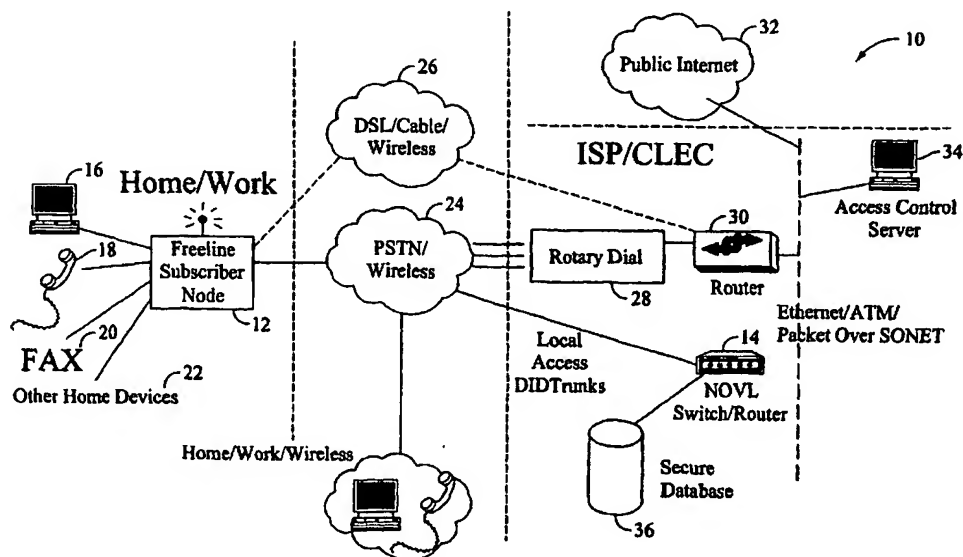 32
10
Public Internet
26
DSL/Cable/
Wireless
ISP/CLEC
34
16
Home/Work
Access Control
Server
24
30
18
Freeline
Subscriber
Node
PSTN/
Wireless
Rotary Dial
Router
28
12
20
FAX
Ethernet/ATM/
Packet Over SONET
14
Local
Access
DIDTrunks
22
Other Home Devices
NOVL
Switch/Router
Home/Work/Wireless
Secure
Database
36